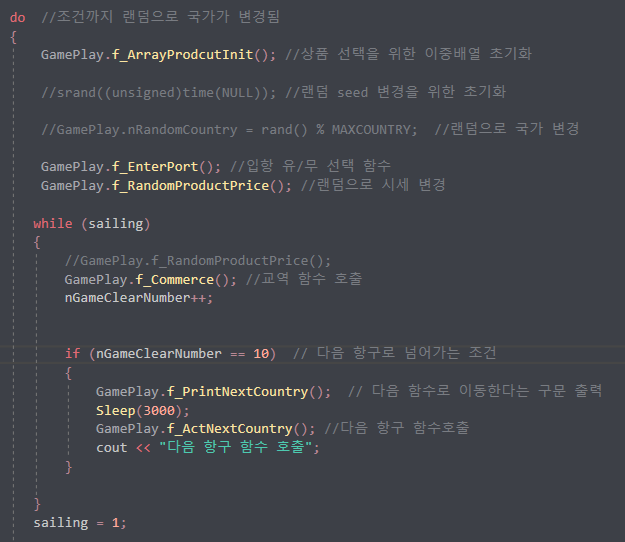 do  //조건까지 랜덤으로 국가가 변경됨
{
GamePlay.f_ArrayProdcutInit(); //상품 선택을 위한 이중배열 초기화
//srand((unsigned)time(NULL)); //랜덤 seed 변경을 위한 초기화
//GamePlay.nRandomCountry = rand() % MAXCOUNTRY;  //랜덤으로 국가 변경
GamePlay.f_EnterPort(); //입항 유/무 선택 함수
GamePlay.f_RandomProductPrice(); //랜덤으로 시세 변경
while (sailing)
{
//GamePlay.f_RandomProductPrice();
GamePlay.f_Commerce(); //교역 함수 호출
nGameClearNumber++;
if (nGameClearNumber == 10)  // 다음 항구로 넘어가는 조건
{
GamePlay.f_PrintNextCountry();  // 다음 함수로 이동한다는 구문 출력
Sleep(3000);
GamePlay.f_ActNextCountry(); //다음 항구 함수호출
cout << "다음 항구 함수 호출";
}
}
sailing = 1;